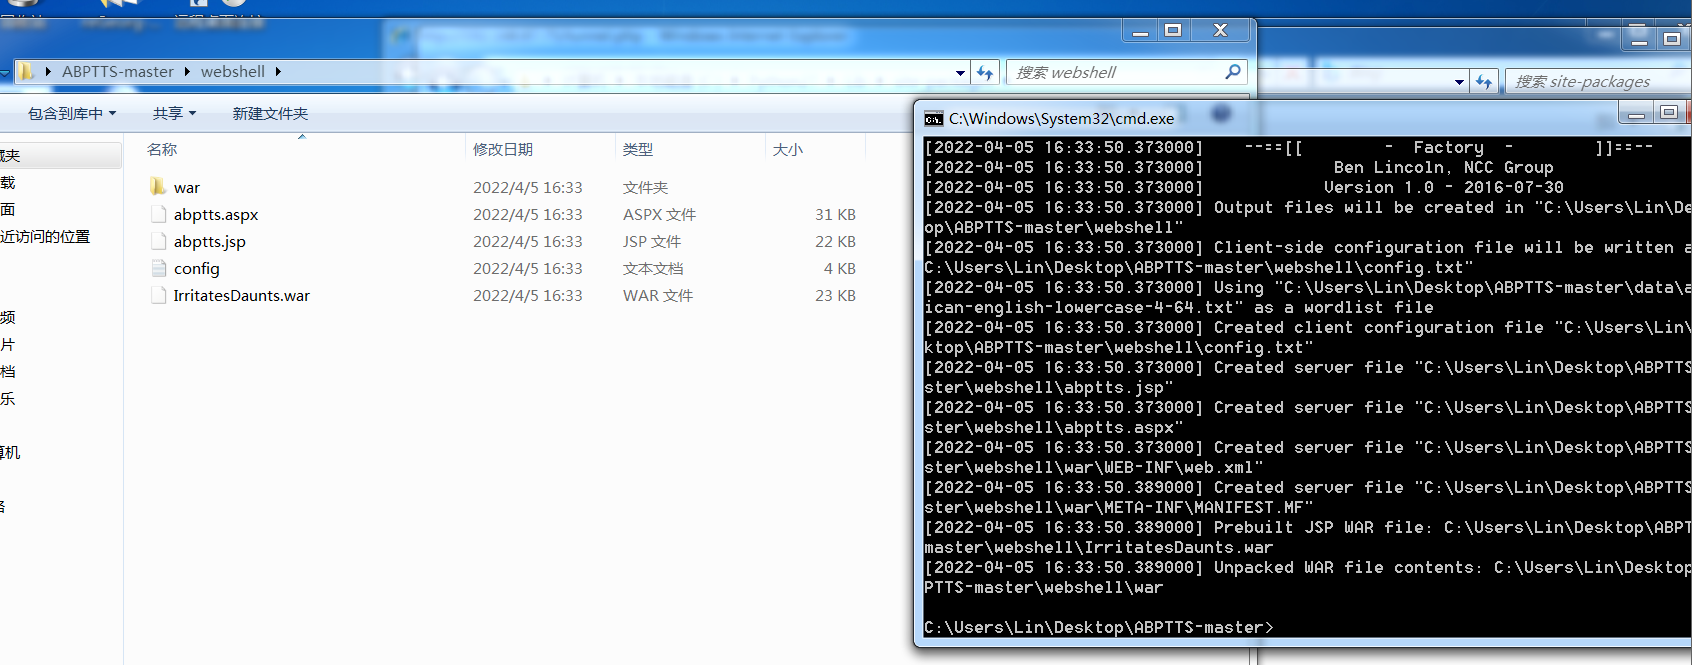 ABPTTS-master
webshell
搜索 webshell
搜索 site-packages
包含到库中
共享
新建文件夹
名称
修改日期
类型
大小
war
2022/4/5 16:33
文件夹
abptts.aspx
2022/4/5 16:33
ASPX 文件
31 KB
abptts.jsp
2022/4/5 16:33
JSP 文件
22 KB
config
2022/4/5 16:33
文本文档
4 KB
IrritatesDaunts.war
2022/4/5 16:33
WAR 文件
23 KB
藏夹
载
面
近访问的位置
频
片
档
乐
算机
络
C:\Windows\System32\cmd.exe
[2022-04-05 16:33:50.373000] --==[[ - Factory - ]]==--
[2022-04-05 16:33:50.373000] Ben Lincoln, NCC Group
[2022-04-05 16:33:50.373000] Version 1.0 - 2016-07-30
[2022-04-05 16:33:50.373000] Output files will be created in "C:\Users\Lin\De
op\ABPTTS-master\webshell"
[2022-04-05 16:33:50.373000] Client-side configuration file will be written a
C:\Users\Lin\Desktop\ABPTTS-master\webshell\config.txt"
[2022-04-05 16:33:50.373000] Using "C:\Users\Lin\Desktop\ABPTTS-master\data\a
ican-english-lowercase-4-64.txt" as a wordlist file
[2022-04-05 16:33:50.373000] Created client configuration file "C:\Users\Lin\
ktop\ABPTTS-master\webshell\config.txt"
[2022-04-05 16:33:50.373000] Created server file "C:\Users\Lin\Desktop\ABPTTS
ster\webshell\abptts.jsp"
[2022-04-05 16:33:50.373000] Created server file "C:\Users\Lin\Desktop\ABPTTS
ster\webshell\abptts.aspx"
[2022-04-05 16:33:50.373000] Created server file "C:\Users\Lin\Desktop\ABPTTS
ster\webshell\war\WEB-INF\web.xml"
[2022-04-05 16:33:50.389000] Created server file "C:\Users\Lin\Desktop\ABPTTS
ster\webshell\war\META-INF\MANIFEST.MF"
[2022-04-05 16:33:50.389000] Prebuilt JSP WAR file: C:\Users\Lin\Desktop\ABPT
master\webshell\IrritatesDaunts.war
[2022-04-05 16:33:50.389000] Unpacked WAR file contents: C:\Users\Lin\Desktop
PTTS-master\webshell\war
C:\Users\Lin\Desktop\ABPTTS-master>